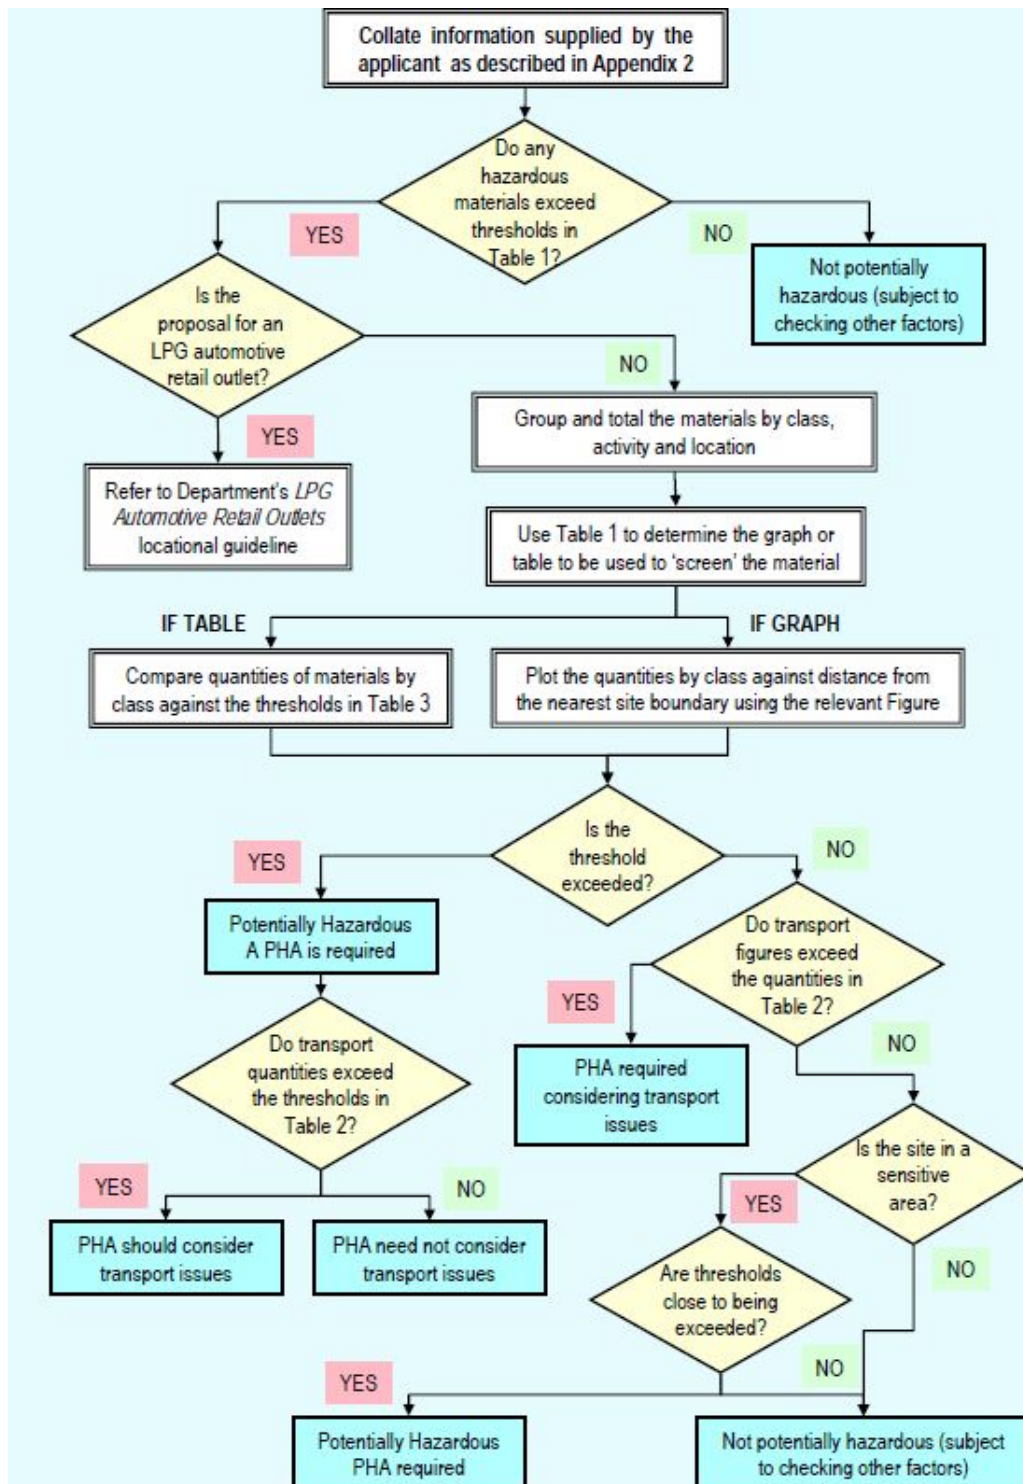 Collate information supplied by the
applicant as described in Appendix 2
Do any
hazardous
materials exceed
thresholds in
Table 1?
YES
NO
Not potentially
hazardous (subject to
checking other factors)
Is the
proposal for an
LPG automotive
retail outlet?
NO
YES
Group and total the materials by class,
activity and location
Refer to Department's LPG
Automotive Retail Outlets
locational guideline
Use Table 1 to determine the graph or
table to be used to 'screen' the material
IF TABLE
IF GRAPH
Compare quantities of materials by
class against the thresholds in Table 3
Plot the quantities by class against distance from
the nearest site boundary using the relevant Figure
Is the
threshold
exceeded?
YES
NO
Potentially Hazardous
A PHA is required
Do transport
figures exceed
the quantities in
Table 2?
YES
NO
Do transport
quantities exceed
the thresholds in
Table 2?
PHA required
considering transport
issues
Is the site in a
sensitive
area?
YES
NO
YES
NO
PHA should consider
transport issues
PHA need not consider
transport issues
Are thresholds
close to being
exceeded?
YES
NO
Potentially Hazardous
PHA required
Not potentially hazardous (subject
to checking other factors)